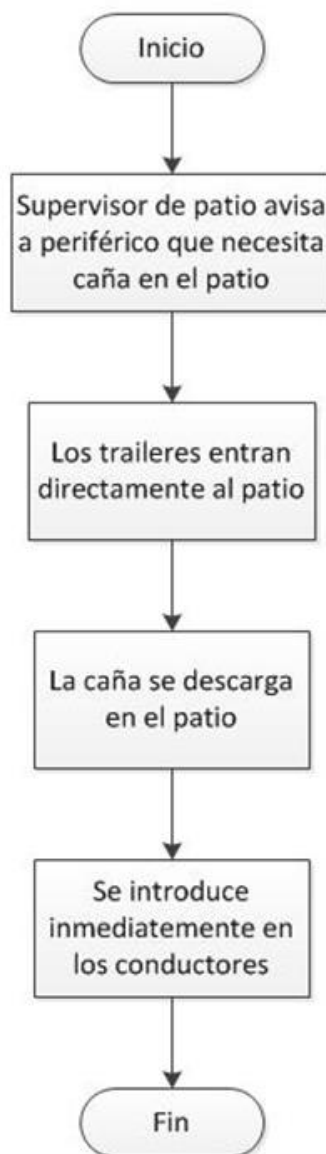 Inicio
Supervisor de patio avisa
a periférico que necesita
caña en el patio
Los traileres entran
directamente al patio
La caña se descarga
en el patio
Se introduce
inmediatemente en
los conductores
Fin